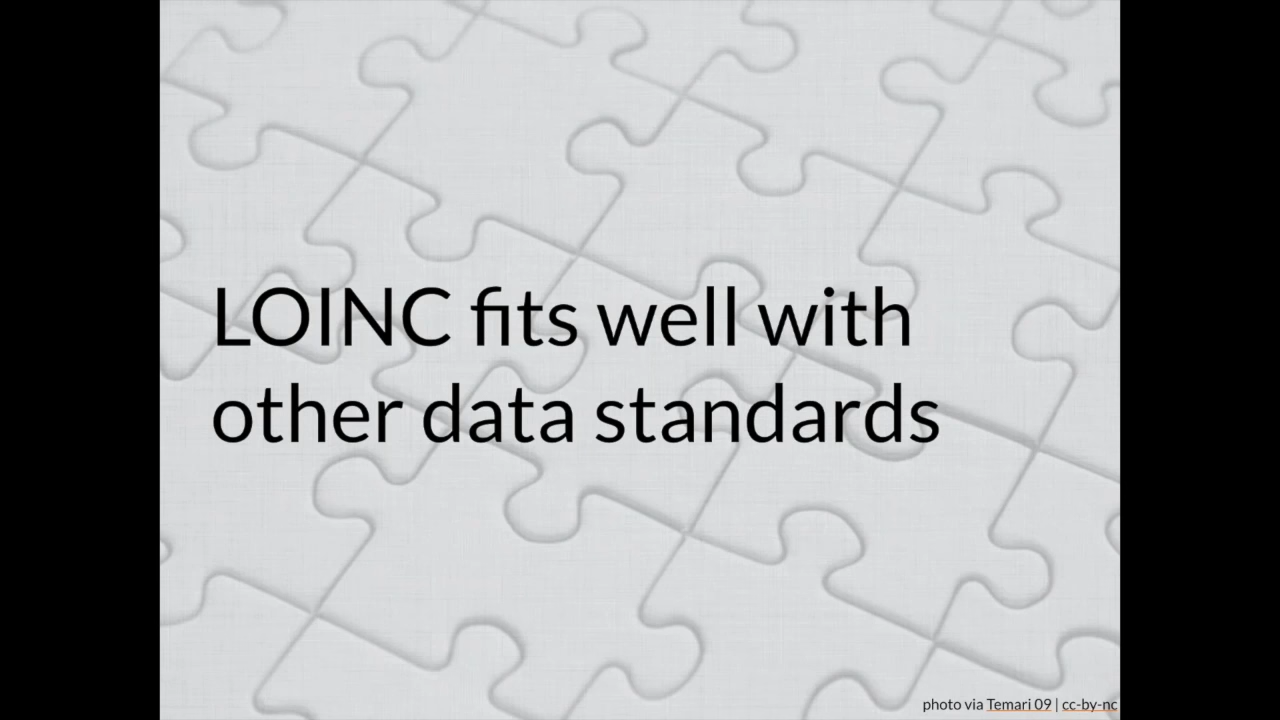 LOINC fits well with
other data standards
photo via Temari 09 | cc-by-nc